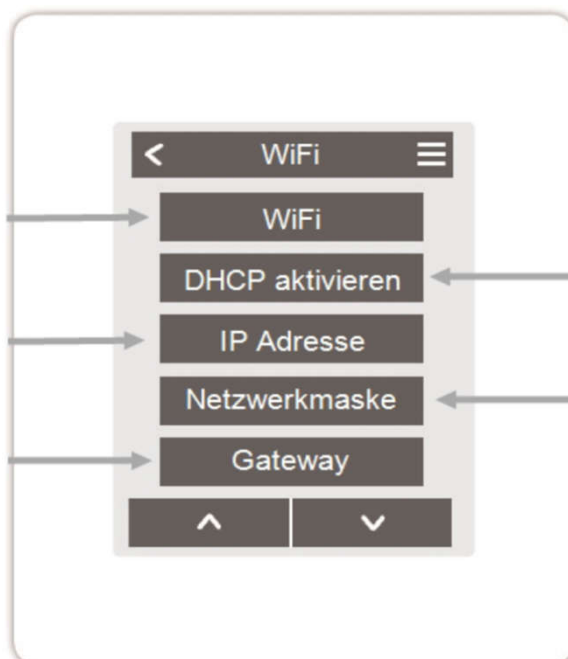 WiFi
WiFi
DHCP aktivieren
IP Adresse
Netzwerkmaske
Gateway